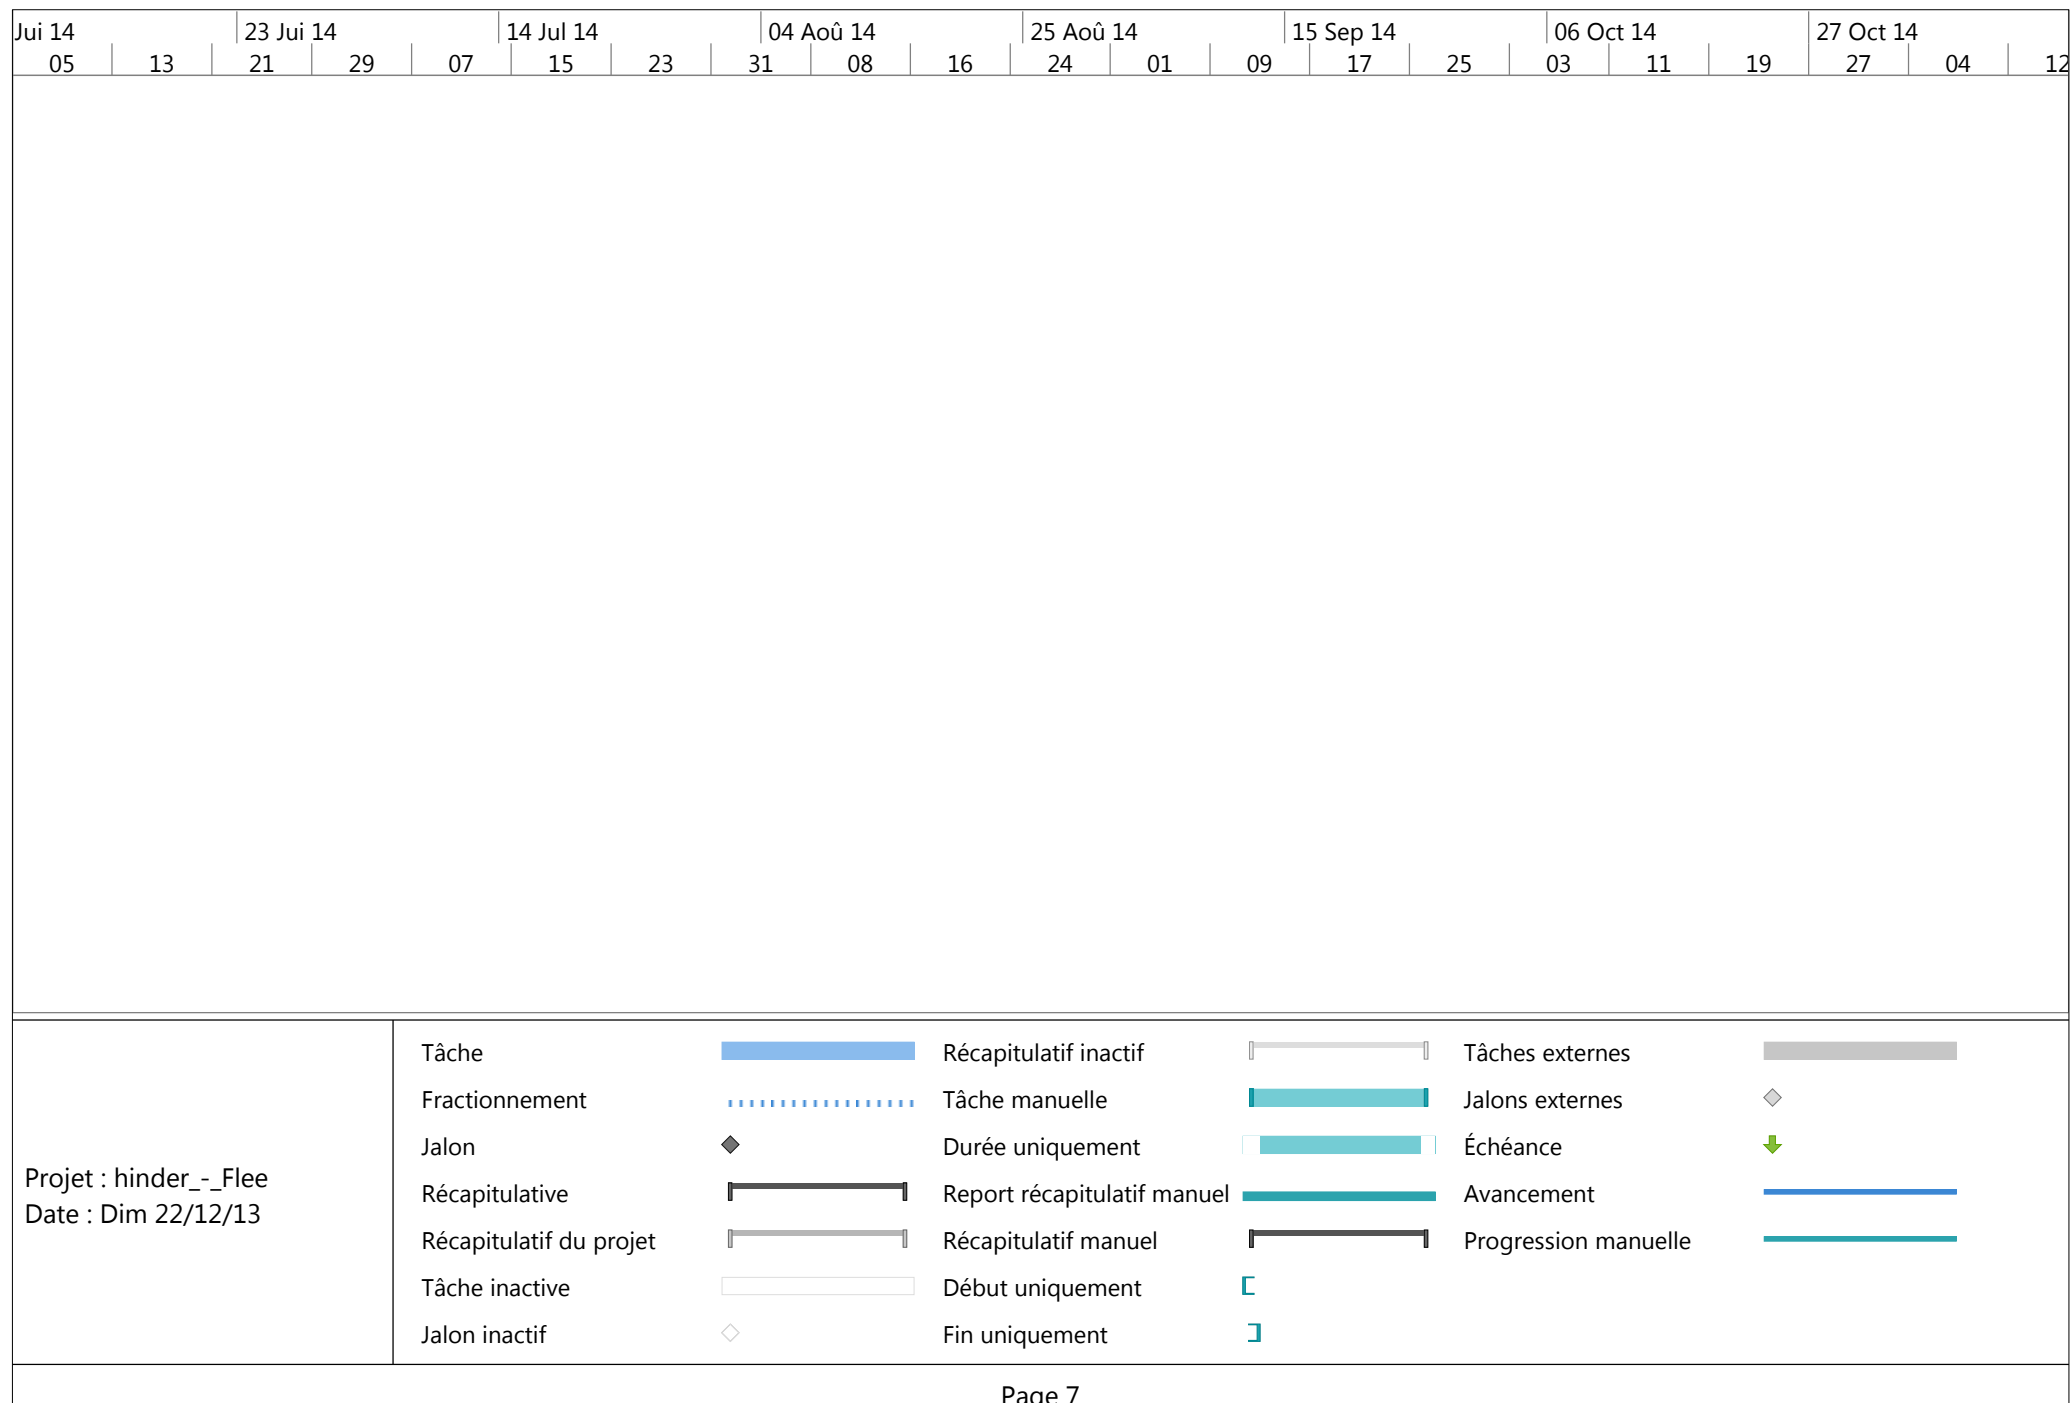 Jui 14 23 Jui 14 14 Jul 14 04 Aoû 14 25 Aoû 14 15 Sep 14 06 Oct 14 27 Oct 14
05 13 21 29 07 15 23 31 08 16 24 01 09 17 25 03 11 19 27 04 12
Projet : hinder_-_Flee
Date : Dim 22/12/13
Tâche
Fractionnement
Jalon
Récapitulative
Récapitulatif du projet
Tâche inactive
Jalon inactif
Récapitulatif inactif
Tâche manuelle
Durée uniquement
Report récapitulatif manuel
Récapitulatif manuel
Début uniquement
Fin uniquement
Tâches externes
Jalons externes
Échéance
Avancement
Progression manuelle
Page 7